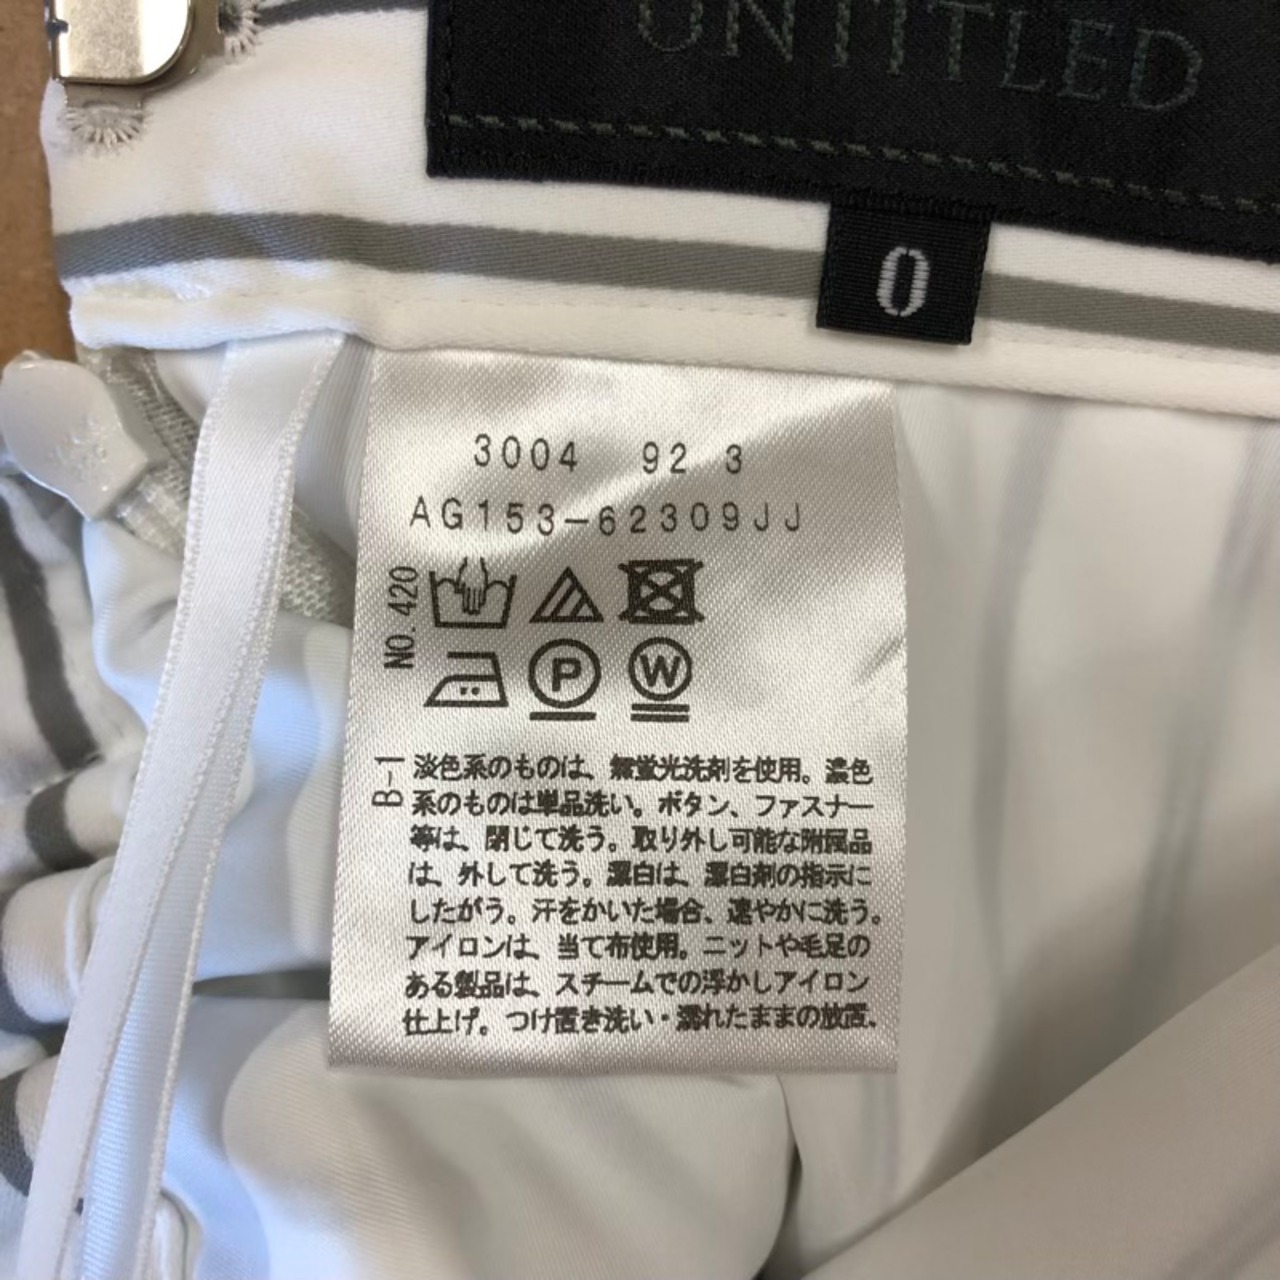 UNTITLED
0
3004 92 3
AG153-62309JJ
NO. 420
P
W
B-1
淡色系のものは、無蛍光洗剤を使用。濃色
系のものは単品洗い。ボタン、ファスナー
等は、閉じて洗う。取り外し可能な附属品
は、外して洗う。漂白は、漂白剤の指示に
したがう。汗をかいた場合、速やかに洗う。
アイロンは、当て布使用。ニットや毛足の
ある製品は、スチームでの浮かしアイロン
仕上げ。つけ置き洗い・濡れたままの放置、